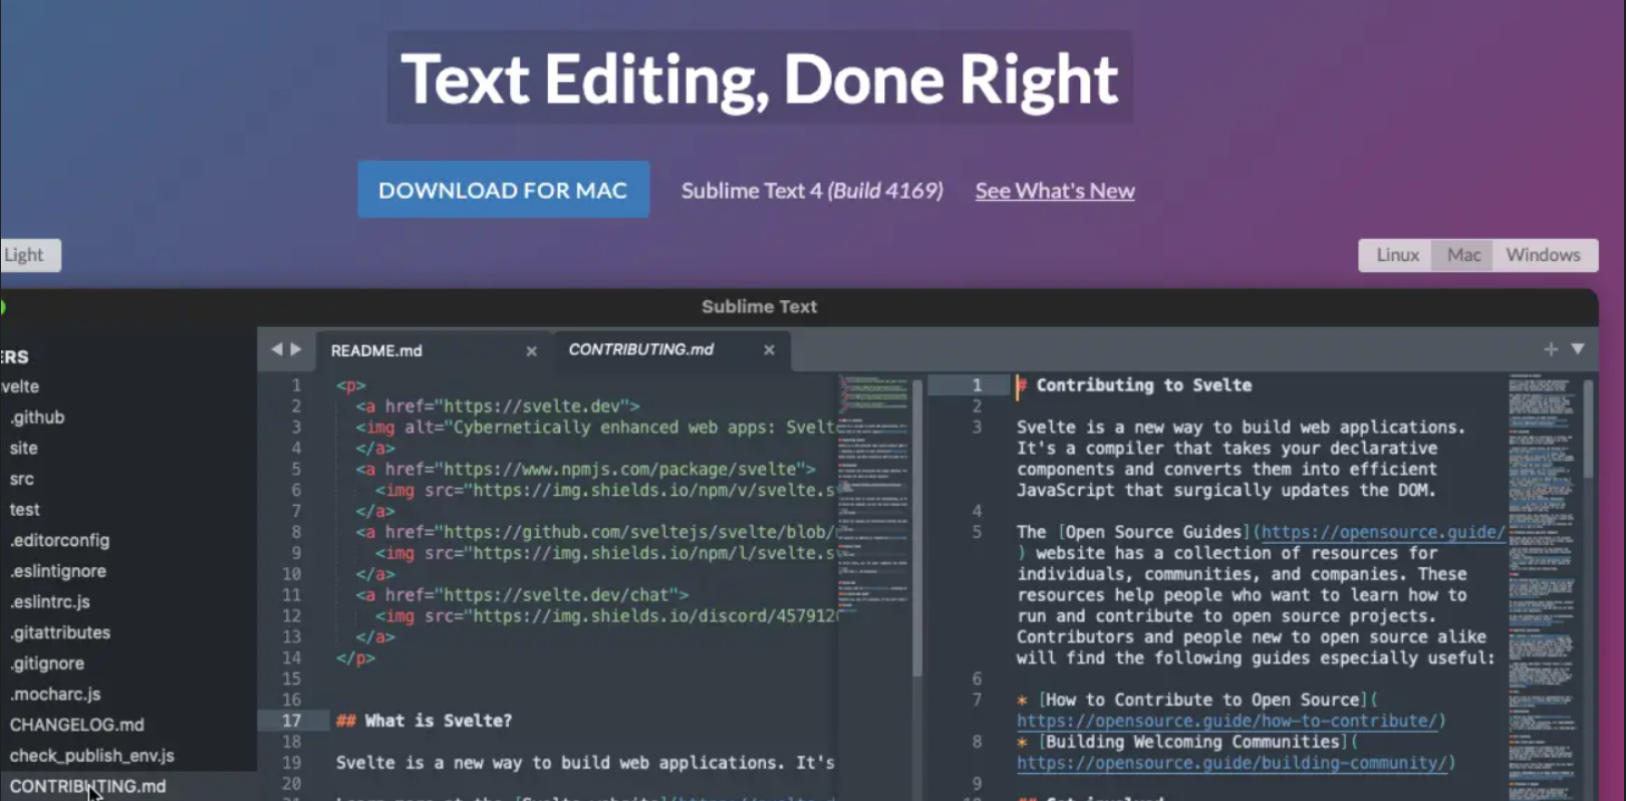 Text Editing, Done Right
DOWNLOAD FOR MAC Sublime Text 4 (Build 4169) See What's New
Light
Linux Mac Windows
Sublime Text
ERS
velte
.github
site
src
test
.editorconfig
.eslintignore
.eslintrc.js
.gitattributes
.gitignore
.mocharc.js
CHANGELOG.md
check_publish_env.js
CONTRIBUTING.md
README.md CONTRIBUTING.md
1 <p>
2 <a href="https://svelte.dev">
3 <img alt="Cybernetically enhanced web apps: Svelt
4 </a>
5 <a href="https://www.npmjs.com/package/svelte">
6 <img src="https://img.shields.io/npm/v/svelte.s
7 </a>
8 <a href="https://github.com/sveltejs/svelte/blob/
9 <img src="https://img.shields.io/npm/l/svelte.s
10 </a>
11 <a href="https://svelte.dev/chat">
12 <img src="https://img.shields.io/discord/457912
13 </a>
14 </p>
15
16
17 ## What is Svelte?
18
19 Svelte is a new way to build web applications. It's
20
1 # Contributing to Svelte
2
3 Svelte is a new way to build web applications.
It's a compiler that takes your declarative
components and converts them into efficient
JavaScript that surgically updates the DOM.
4
5 The [Open Source Guides](https://opensource.guide/
) website has a collection of resources for
individuals, communities, and companies. These
resources help people who want to learn how to
run and contribute to open source projects.
Contributors and people new to open source alike
will find the following guides especially useful:
6
7 * [How to Contribute to Open Source](
https://opensource.guide/how-to-contribute/)
8 * [Building Welcoming Communities](
https://opensource.guide/building-community/)
9